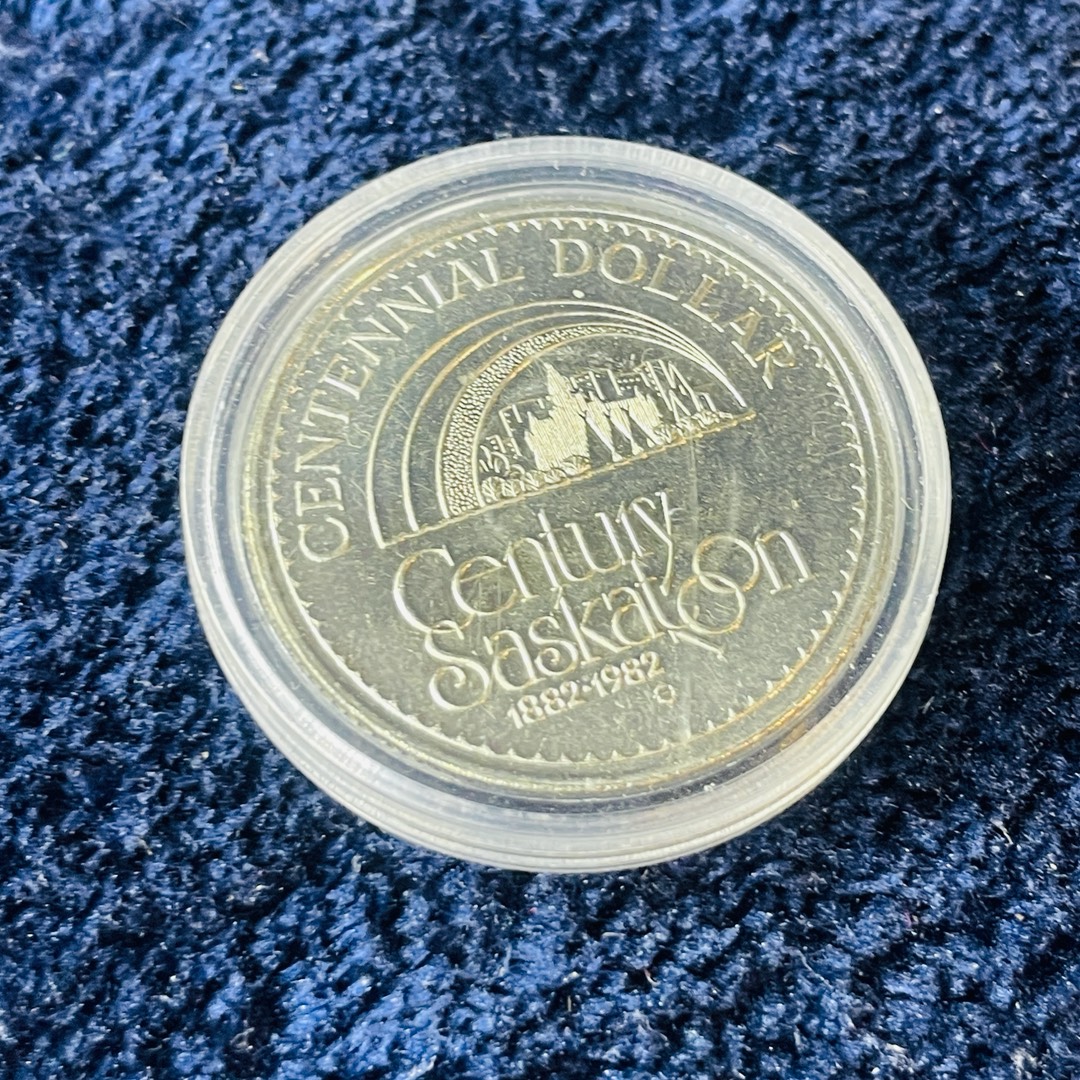 CENTENNIAL DOLLAR
Century
Saskatoon
1882·1982